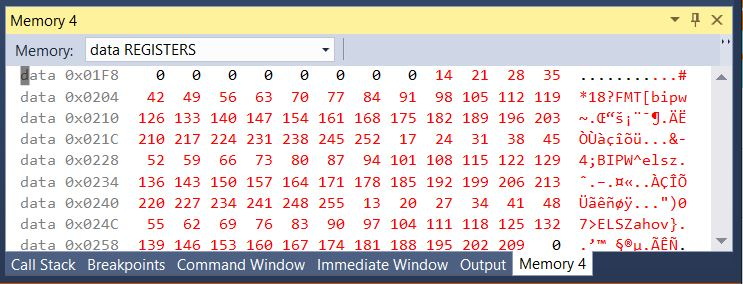 Memory 4
Memory: data REGISTERS
data 0x01F8 0 0 0 0 0 0 0 0 14 21 28 35 ...........#
data 0x0204 42 49 56 63 70 77 84 91 98 105 112 119 *18?FMT[bipw
data 0x0210 126 133 140 147 154 161 168 175 182 189 196 203 ~.Œ“š¡¨¯¶.ÄË
data 0x021C 210 217 224 231 238 245 252 17 24 31 38 45 ÒÙàçîõü...&-
data 0x0228 52 59 66 73 80 87 94 101 108 115 122 129 4;BIPW^elsz.
data 0x0234 136 143 150 157 164 171 178 185 192 199 206 213 ˆ.–.¤«..ÀÇÎÕ
data 0x0240 220 227 234 241 248 255 13 20 27 34 41 48 Üãêñøÿ...")0
data 0x024C 55 62 69 76 83 90 97 104 111 118 125 132 7>ELSZahov}.
data 0x0258 139 146 153 160 167 174 181 188 195 202 209 0 .’™ §®µ.ÃÊÑ.
Call Stack Breakpoints Command Window Immediate Window Output Memory 4